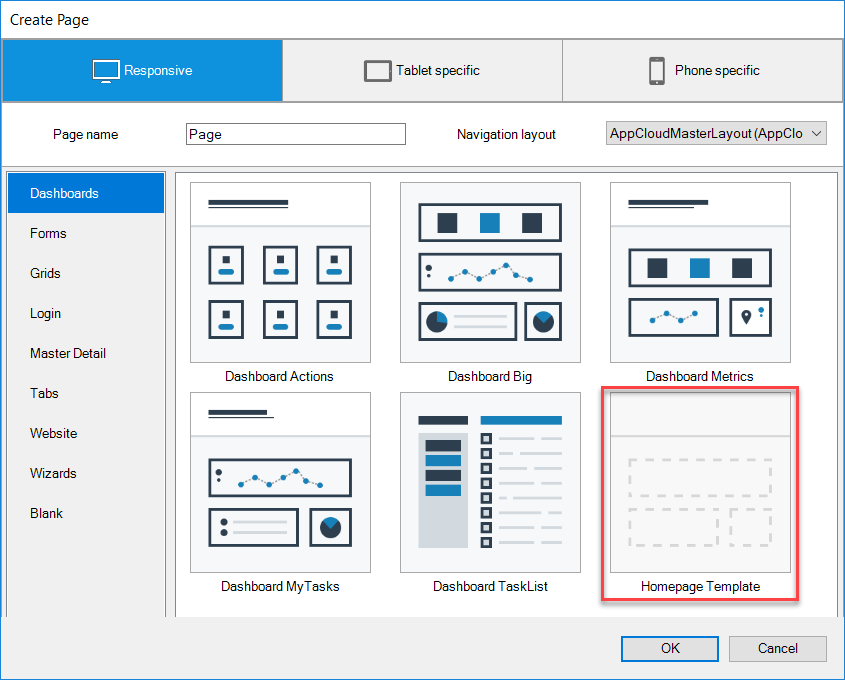 Create Page
Responsive
Tablet specific
Phone specific
Page name
Page
Navigation layout
AppCloudMasterLayout (AppClo
Dashboards
Forms
Grids
Login
Master Detail
Tabs
Website
Wizards
Blank
Dashboard Actions
Dashboard Big
Dashboard Metrics
Dashboard MyTasks
Dashboard TaskList
Homepage Template
OK
Cancel